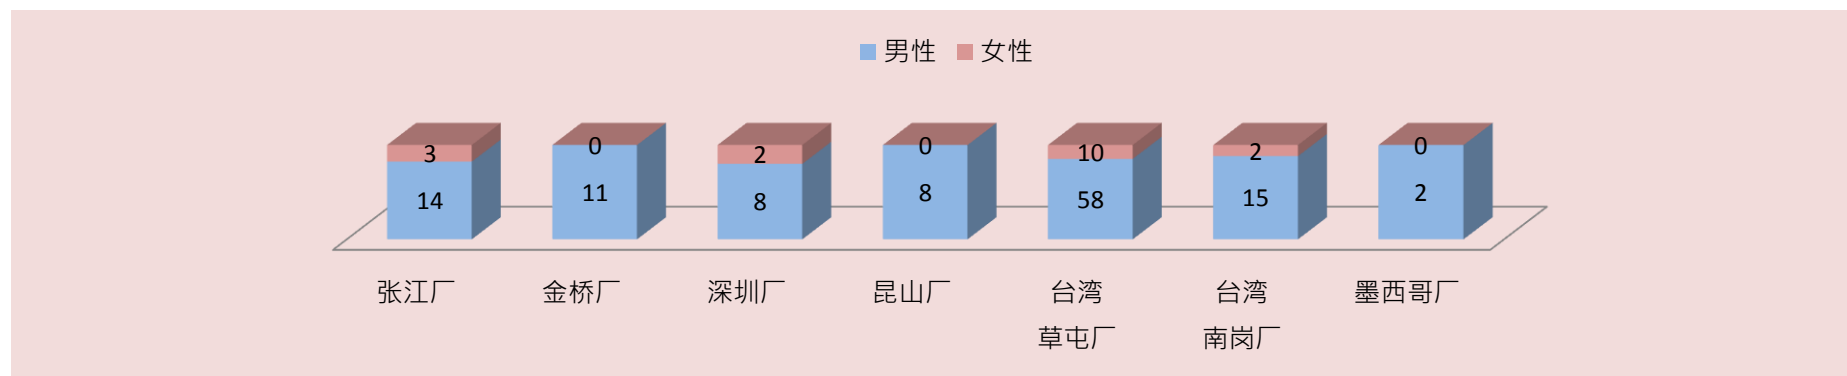 男性 女性
3 0 2 0 10 2 0
14 11 8 8 58 15 2
张江厂 金桥厂 深圳厂 昆山厂 台湾 台湾 墨西哥厂
草屯厂 南岗厂